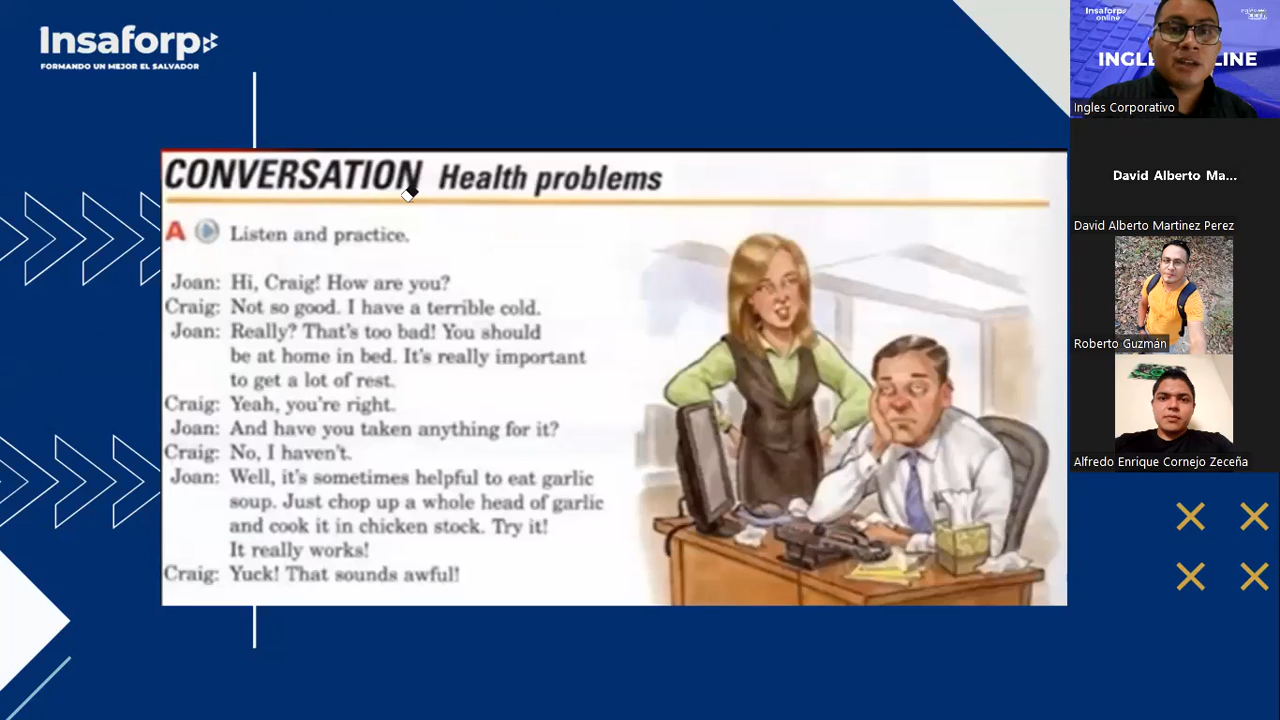 Insaforp
FORMANDO UN MEJOR EL SALVADOR
CONVERSATION Health problems
A Listen and practice.
Joan: Hi, Craig! How are you?
Craig: Not so good. I have a terrible cold.
Joan: Really? That's too bad! You should
be at home in bed. It's really important
to get a lot of rest.
Craig: Yeah, you're right.
Joan: And have you taken anything for it?
Craig: No, I haven't.
Joan: Well, it's sometimes helpful to eat garlic
soup. Just chop up a whole head of garlic
and cook it in chicken stock. Try it!
It really works!
Craig: Yuck! That sounds awful!
Insaforp
online
INGLE LINE
Ingles Corporativo
David Alberto Ma...
David Alberto Martinez Perez
Roberto Guzmán
Alfredo Enrique Cornejo Zeceña